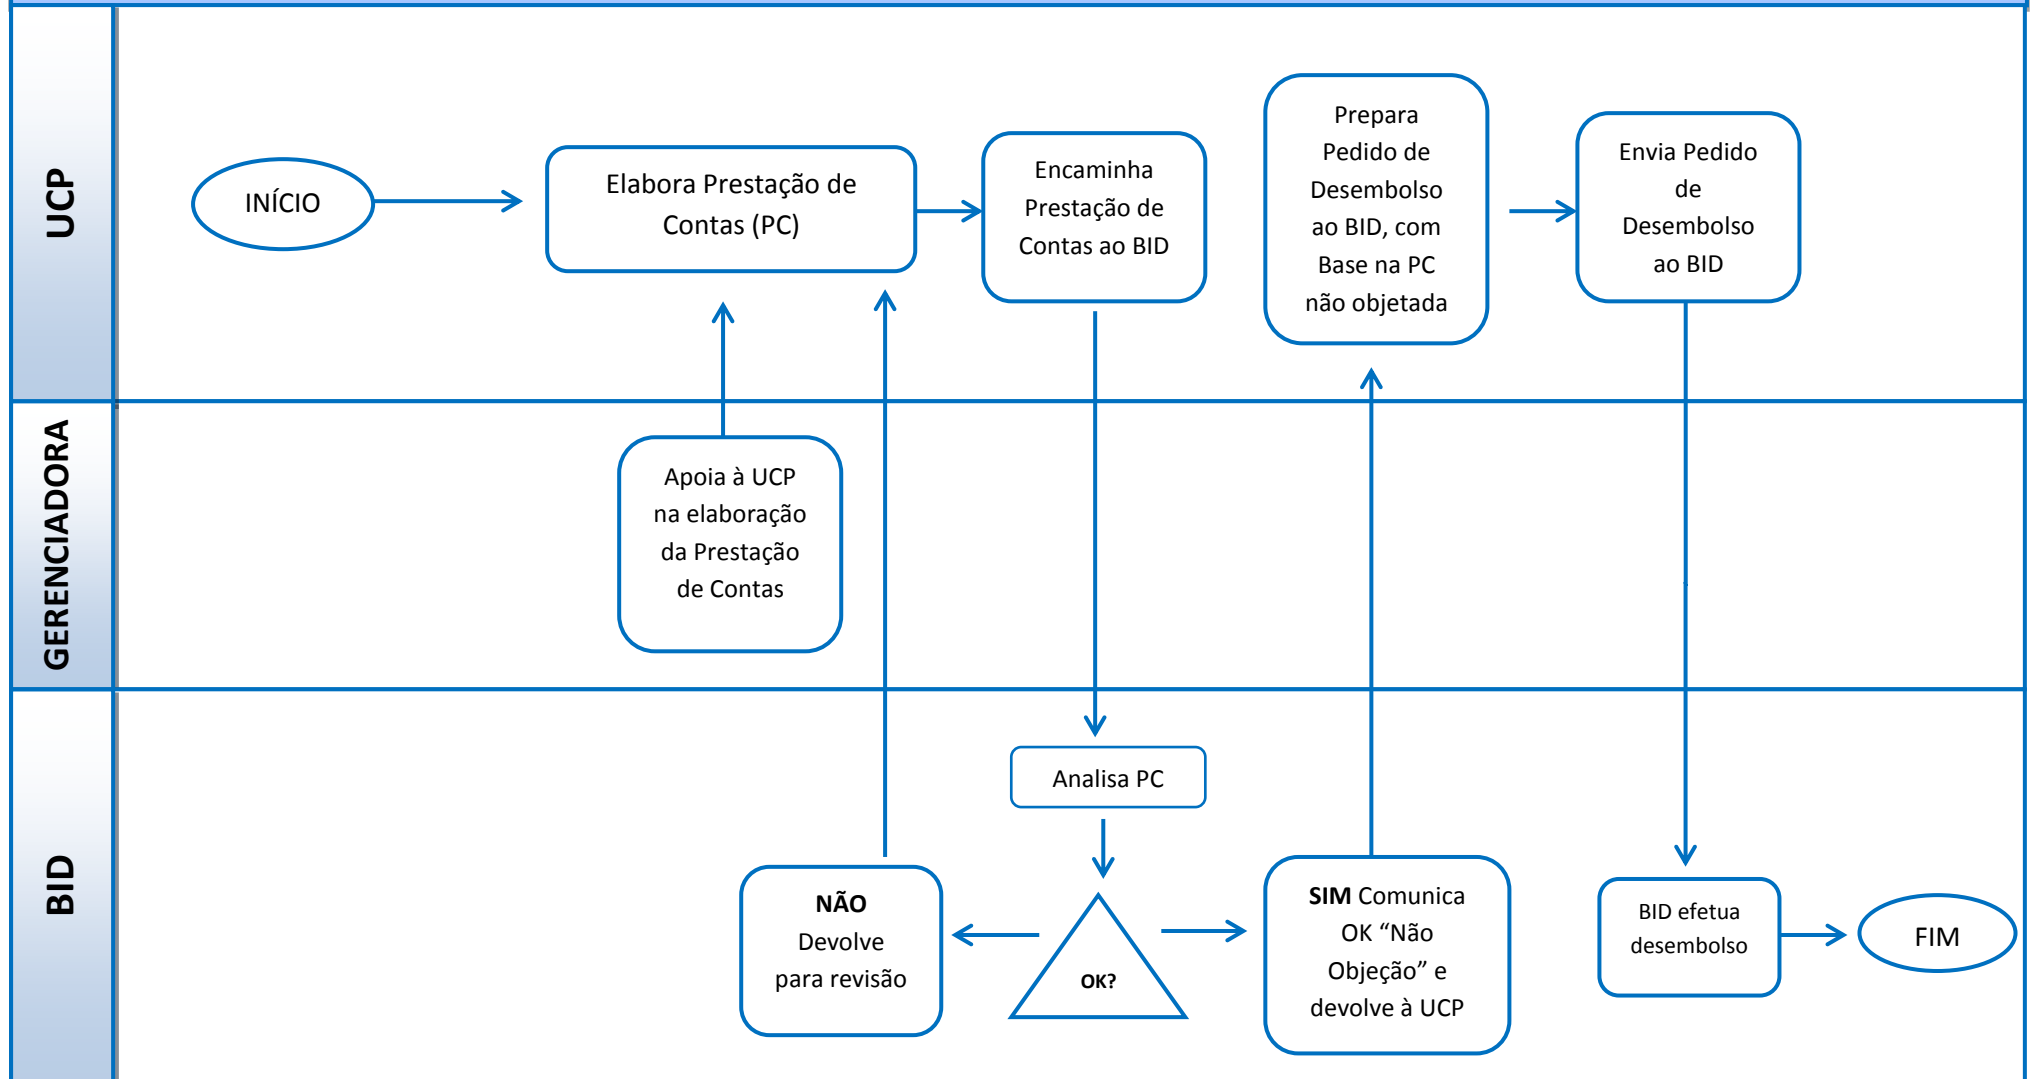 UCP
INÍCIO
Elabora Prestação de
Contas (PC)
Encaminha
Prestação de
Contas ao BID
Prepara
Pedido de
Desembolso
ao BID, com
Base na PC
não objetada
Envia Pedido
de
Desembolso
ao BID
GERENCIADORA
Apoia à UCP
na elaboração
da Prestação
de Contas
BID
Analisa PC
NÃO
Devolve
para revisão
OK?
SIM Comunica
OK “Não
Objeção” e
devolve à UCP
BID efetua
desembolso
FIM